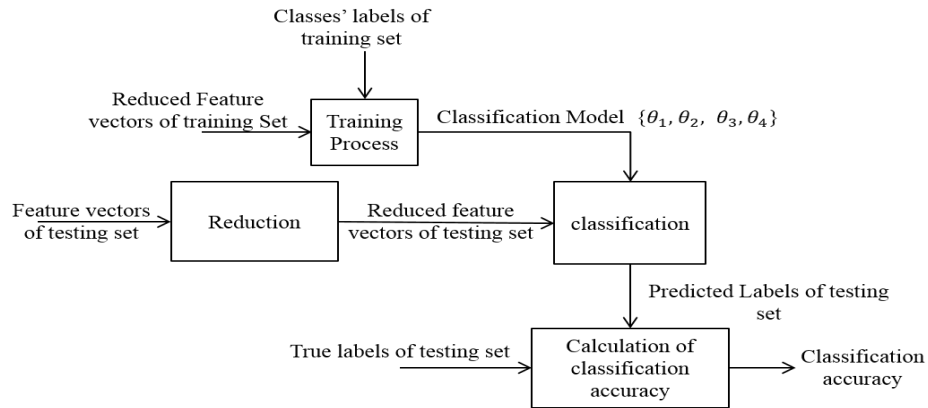 Classes’ labels of
training set
Reduced Feature
vectors of training Set
Training
Process
Classification Model {θ₁, θ₂, θ₃, θ₄}
Feature vectors
of testing set
Reduction
Reduced feature
vectors of testing set
classification
Predicted Labels of testing
set
True labels of testing set
Calculation of
classification
accuracy
Classification
accuracy